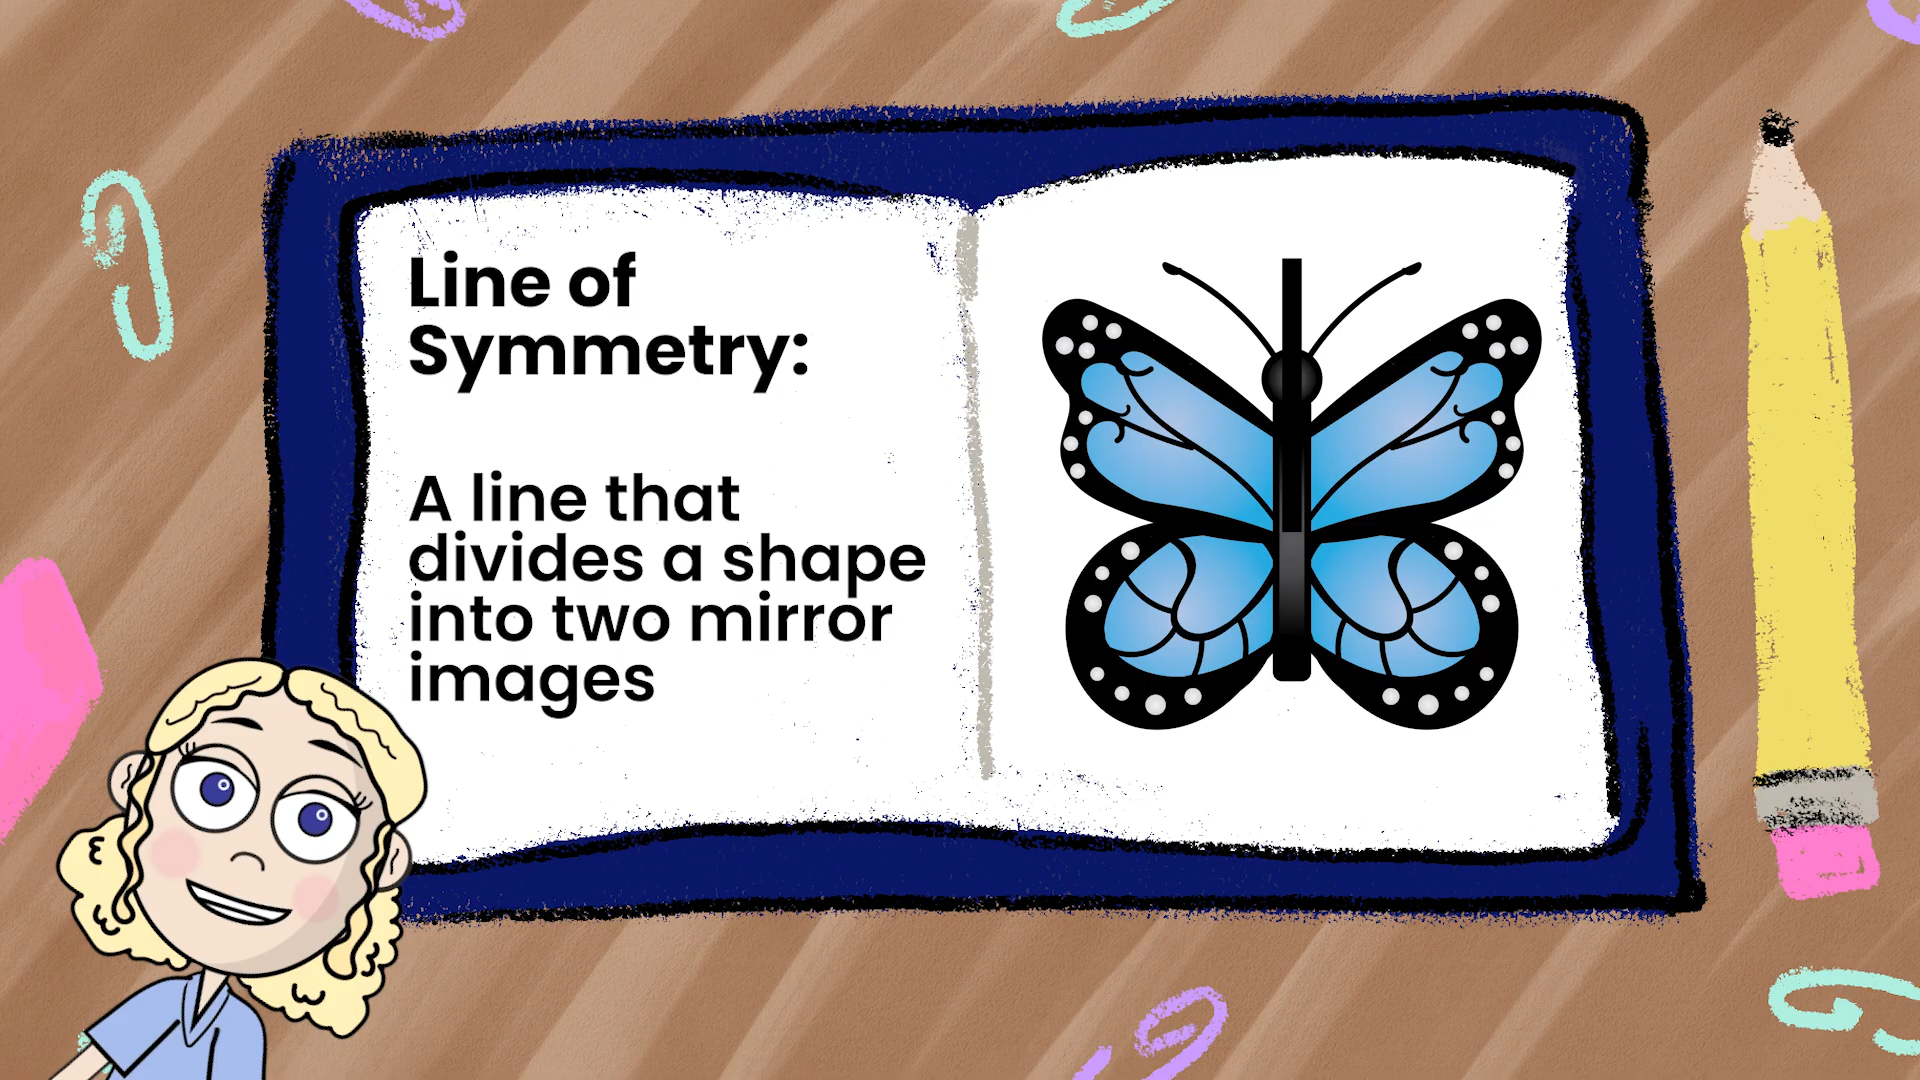 Line of
Symmetry:
A line that
divides a shape
into two mirror
images